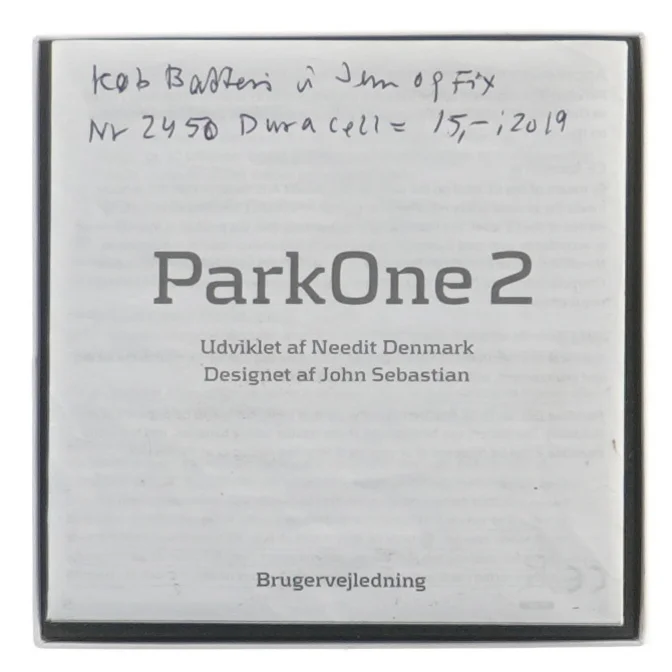 Køb Batteri i Jem og Fix
Nr 2450 Duracell = 15,- i 2019
ParkOne 2
Udviklet af Needit Denmark
Designet af John Sebastian
Brugervejledning
CE